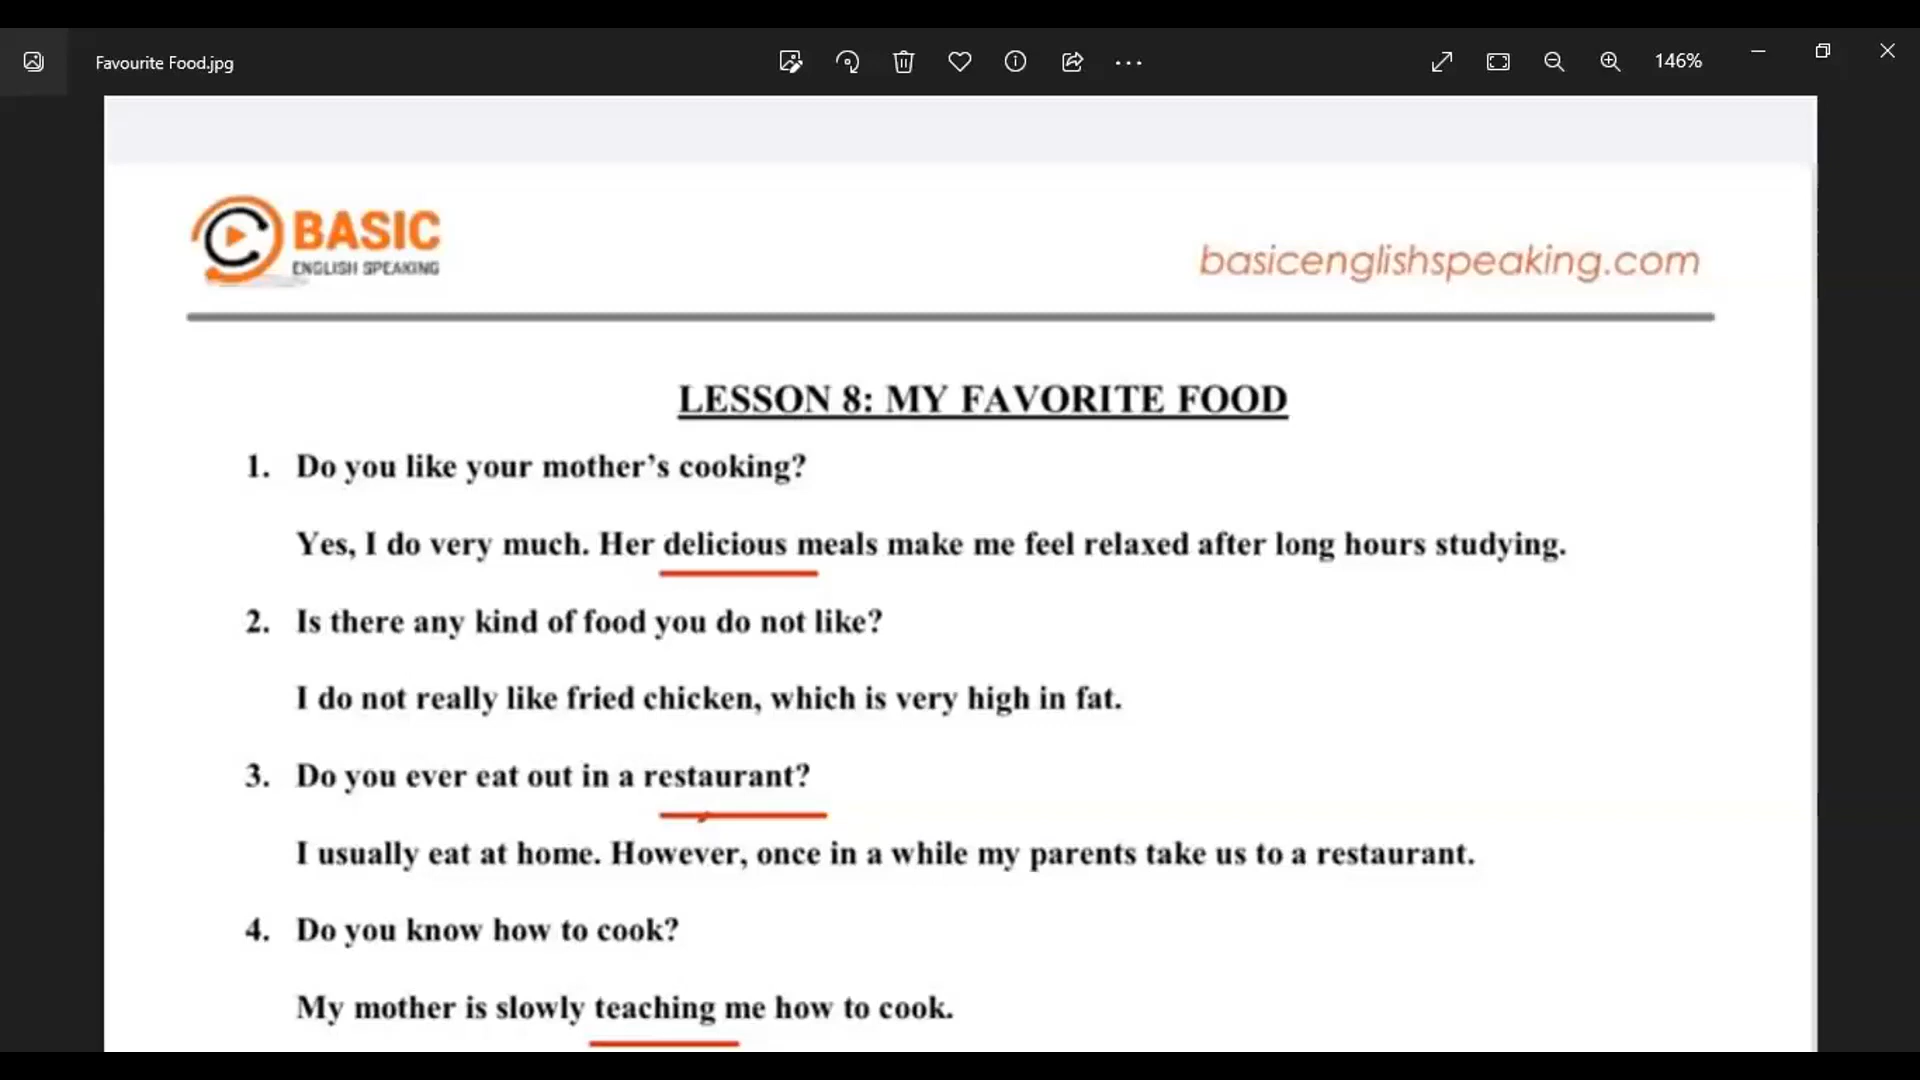 Favourite Food.jpg
146%
BASIC
ENGLISH SPEAKING
basicenglishspeaking.com
LESSON 8: MY FAVORITE FOOD
1. Do you like your mother’s cooking?
Yes, I do very much. Her delicious meals make me feel relaxed after long hours studying.
2. Is there any kind of food you do not like?
I do not really like fried chicken, which is very high in fat.
3. Do you ever eat out in a restaurant?
I usually eat at home. However, once in a while my parents take us to a restaurant.
4. Do you know how to cook?
My mother is slowly teaching me how to cook.